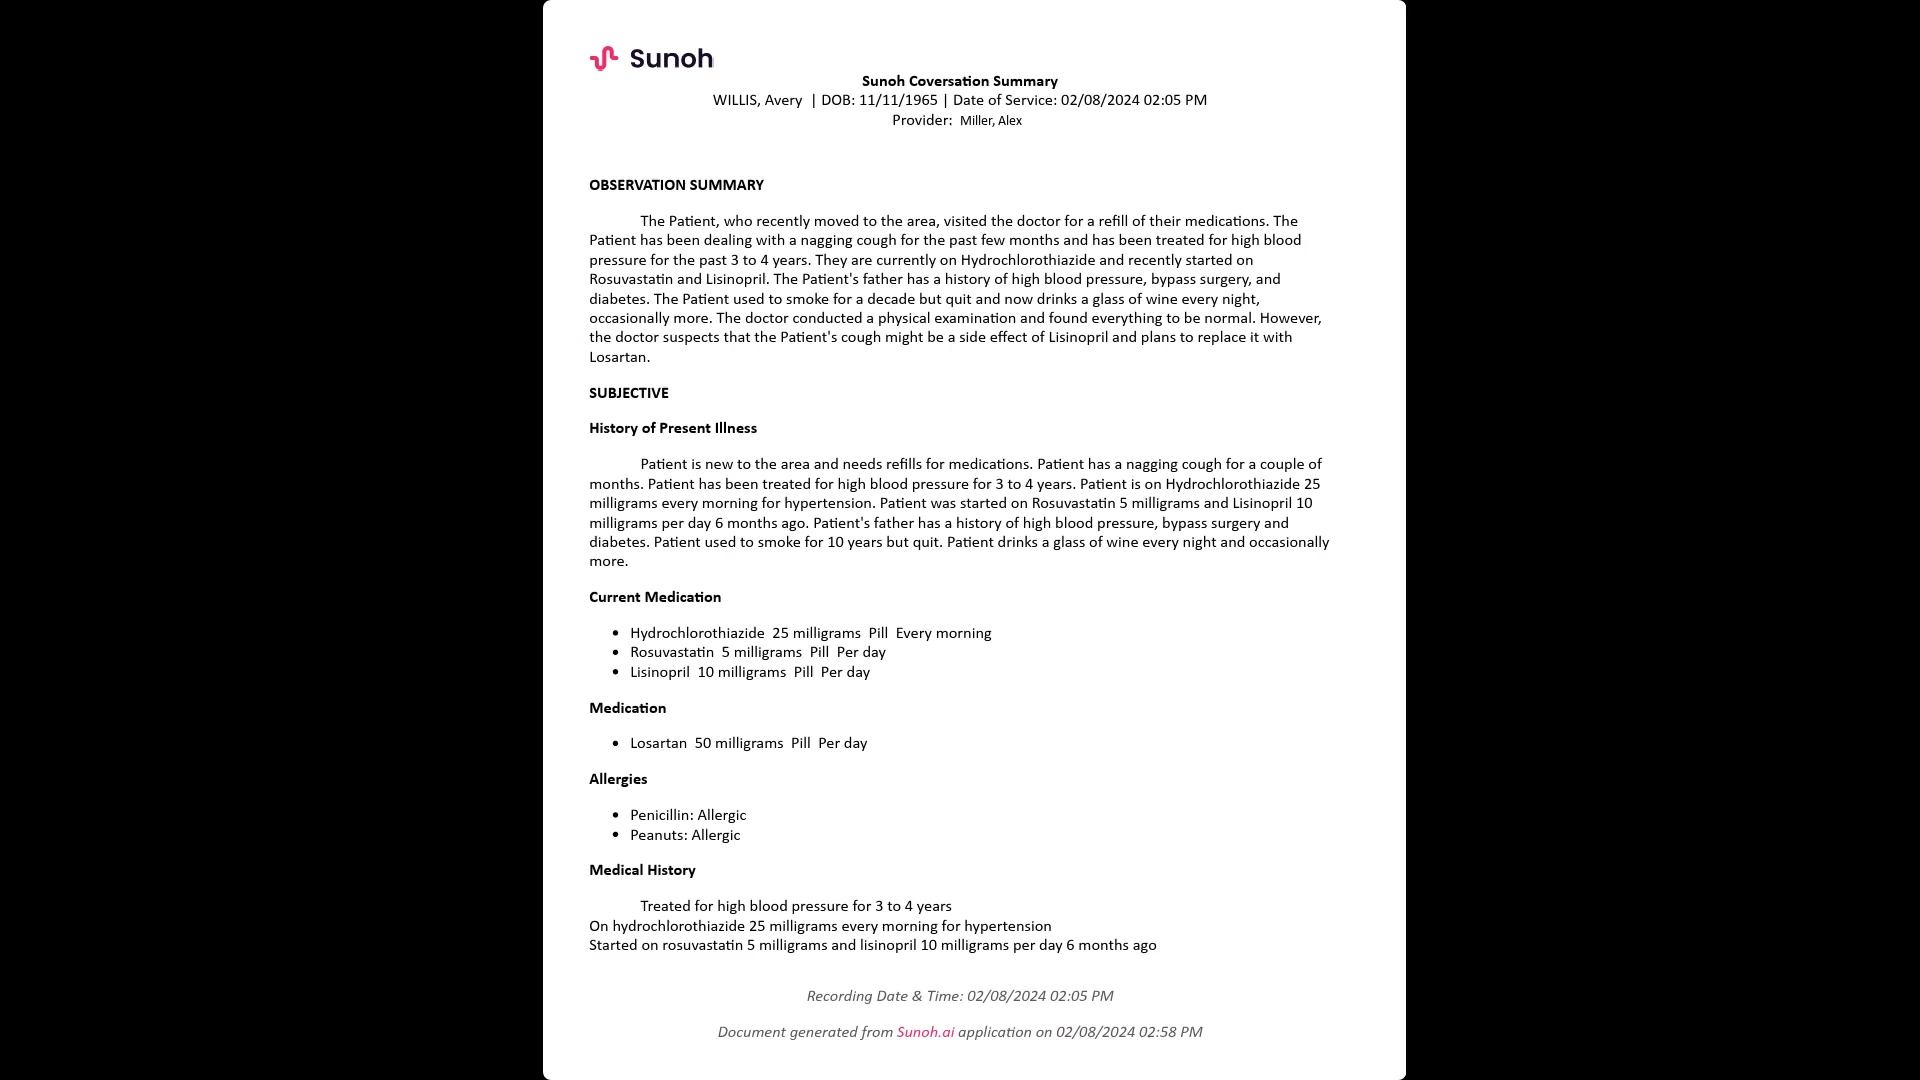 Sunoh
Sunoh Coversation Summary
WILLIS, Avery | DOB: 11/11/1965 | Date of Service: 02/08/2024 02:05 PM
Provider: Miller, Alex
OBSERVATION SUMMARY
The Patient, who recently moved to the area, visited the doctor for a refill of their medications. The
Patient has been dealing with a nagging cough for the past few months and has been treated for high blood
pressure for the past 3 to 4 years. They are currently on Hydrochlorothiazide and recently started on
Rosuvastatin and Lisinopril. The Patient's father has a history of high blood pressure, bypass surgery, and
diabetes. The Patient used to smoke for a decade but quit and now drinks a glass of wine every night,
occasionally more. The doctor conducted a physical examination and found everything to be normal. However,
the doctor suspects that the Patient's cough might be a side effect of Lisinopril and plans to replace it with
Losartan.
SUBJECTIVE
History of Present Illness
Patient is new to the area and needs refills for medications. Patient has a nagging cough for a couple of
months. Patient has been treated for high blood pressure for 3 to 4 years. Patient is on Hydrochlorothiazide 25
milligrams every morning for hypertension. Patient was started on Rosuvastatin 5 milligrams and Lisinopril 10
milligrams per day 6 months ago. Patient's father has a history of high blood pressure, bypass surgery and
diabetes. Patient used to smoke for 10 years but quit. Patient drinks a glass of wine every night and occasionally
more.
Current Medication
• Hydrochlorothiazide 25 milligrams Pill Every morning
• Rosuvastatin 5 milligrams Pill Per day
• Lisinopril 10 milligrams Pill Per day
Medication
• Losartan 50 milligrams Pill Per day
Allergies
• Penicillin: Allergic
• Peanuts: Allergic
Medical History
Treated for high blood pressure for 3 to 4 years
On hydrochlorothiazide 25 milligrams every morning for hypertension
Started on rosuvastatin 5 milligrams and lisinopril 10 milligrams per day 6 months ago
Recording Date & Time: 02/08/2024 02:05 PM
Document generated from Sunoh.ai application on 02/08/2024 02:58 PM